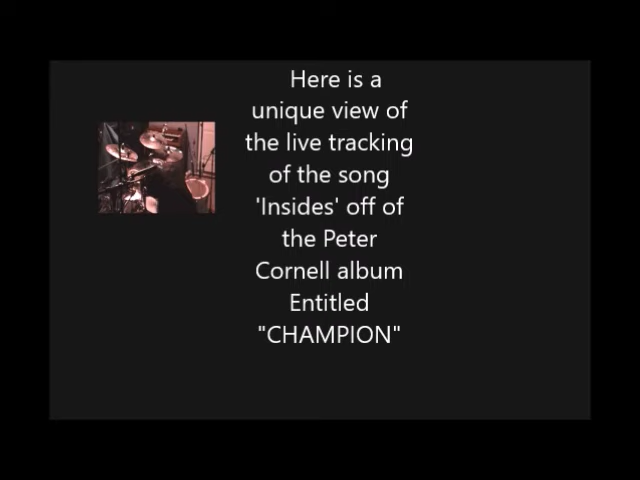 Here is a
unique view of
the live tracking
of the song
'Insides' off of
the Peter
Cornell album
Entitled
"CHAMPION"